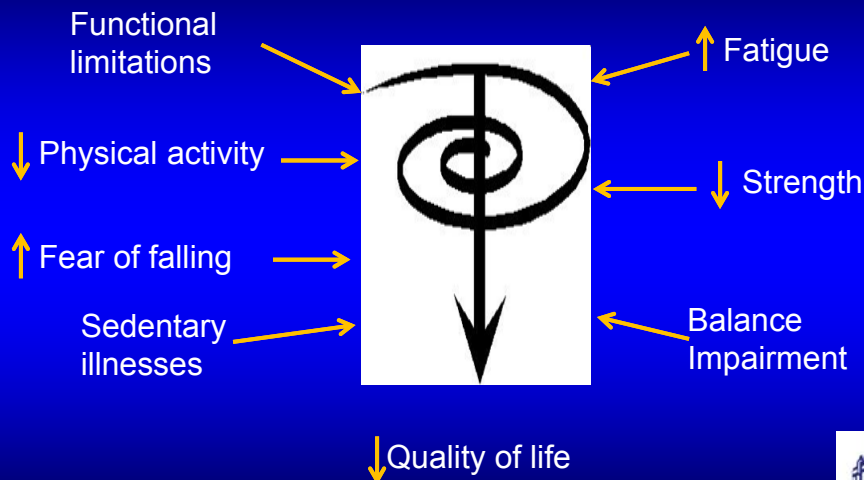 Functional
limitations
↑ Fatigue
↓ Physical activity
↓ Strength
↑ Fear of falling
Sedentary
illnesses
Balance
Impairment
↓ Quality of life